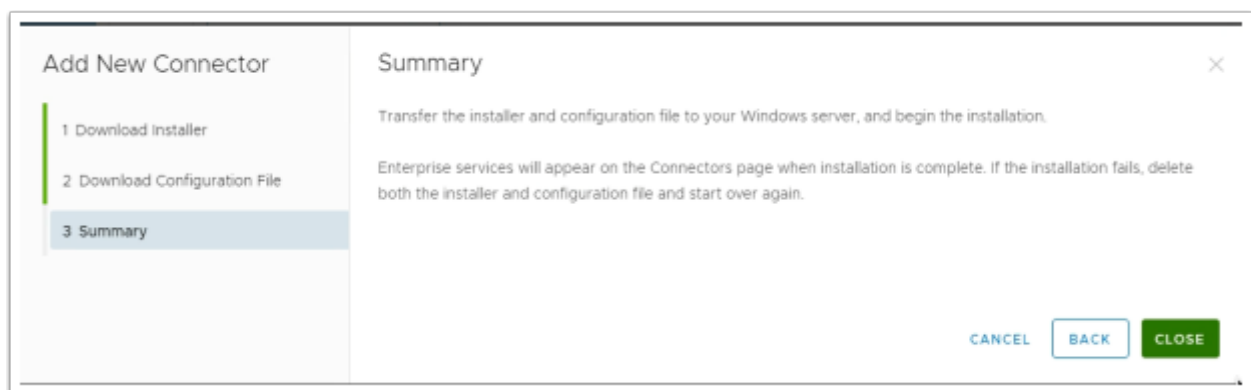 Add New Connector
1 Download Installer
2 Download Configuration File
3 Summary
Summary
Transfer the installer and configuration file to your Windows server, and begin the installation.
Enterprise services will appear on the Connectors page when installation is complete. If the installation fails, delete
both the installer and configuration file and start over again.
CANCEL BACK CLOSE